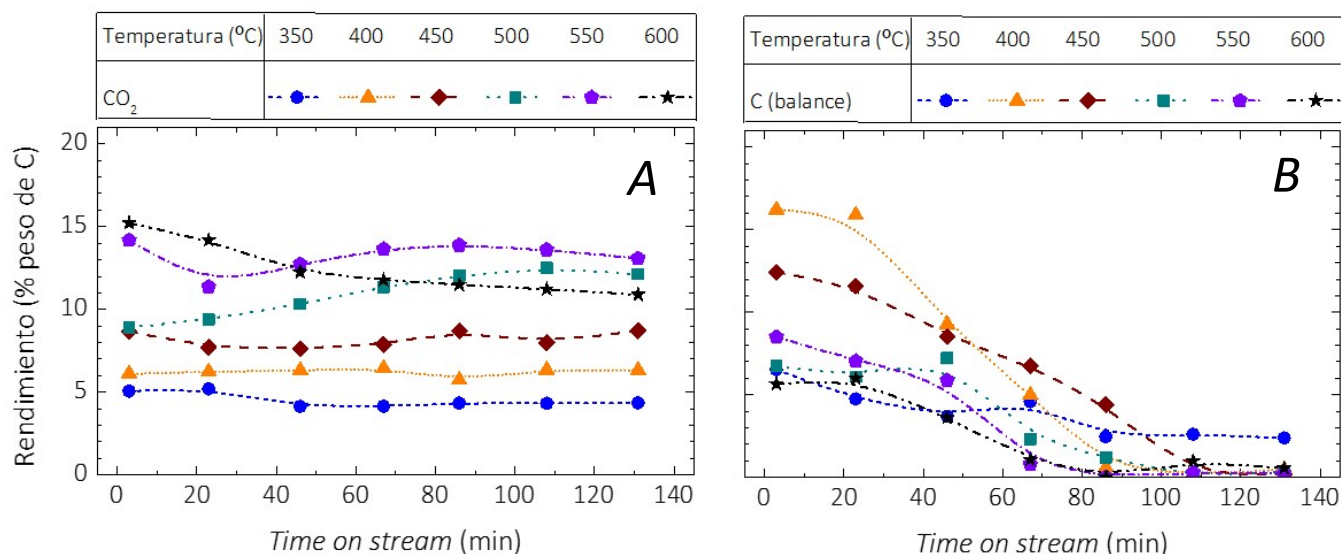 Temperatura (ºC) 350 400 450 500 550 600
CO₂
Temperatura (ºC) 350 400 450 500 550 600
C (balance)
Rendimiento (% peso de C)
20
15
10
5
0
A
0 20 40 60 80 100 120 140
Time on stream (min)
B
0 20 40 60 80 100 120 140
Time on stream (min)